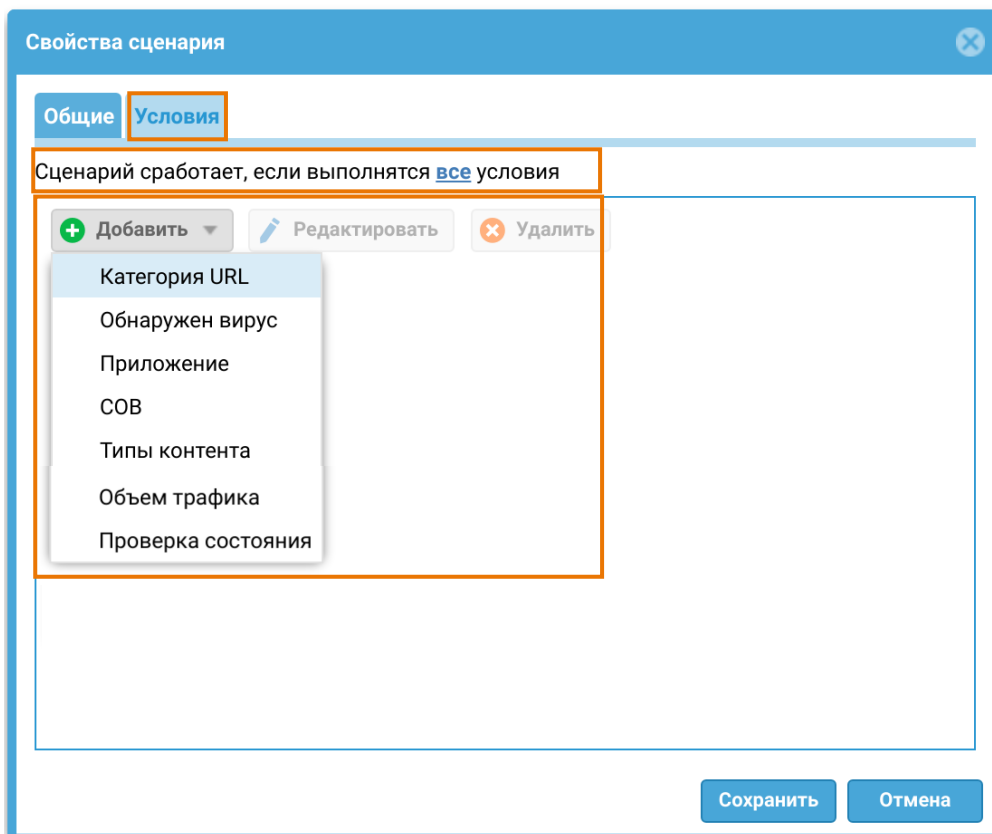 Свойства сценария
Общие Условия
Сценарий сработает, если выполнятся все условия
Добавить Редактировать Удалить
Категория URL
Обнаружен вирус
Приложение
СОВ
Типы контента
Объем трафика
Проверка состояния
Сохранить Отмена